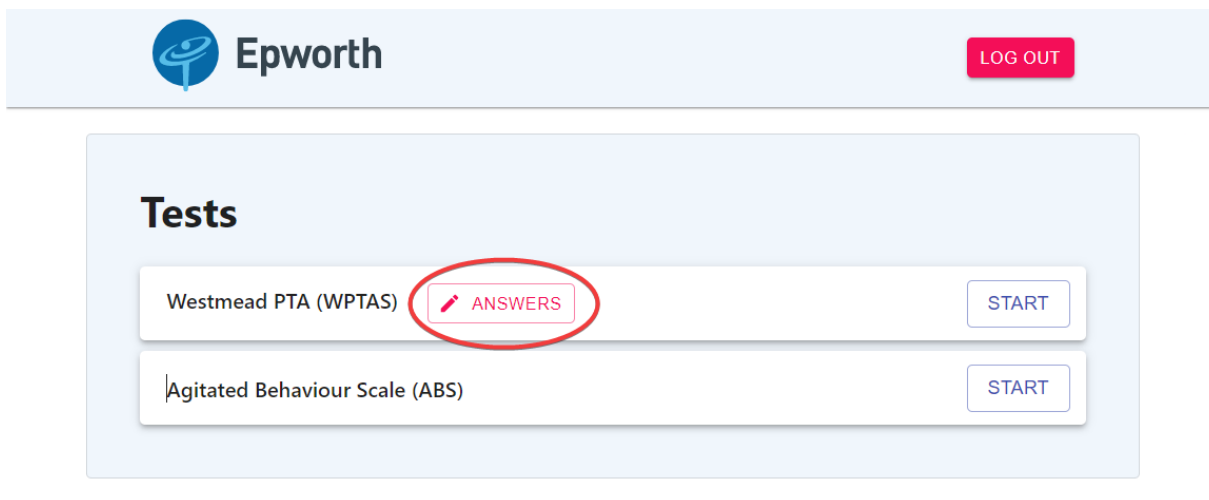 Epworth
LOG OUT
Tests
Westmead PTA (WPTAS) ANSWERS START
Agitated Behaviour Scale (ABS) START